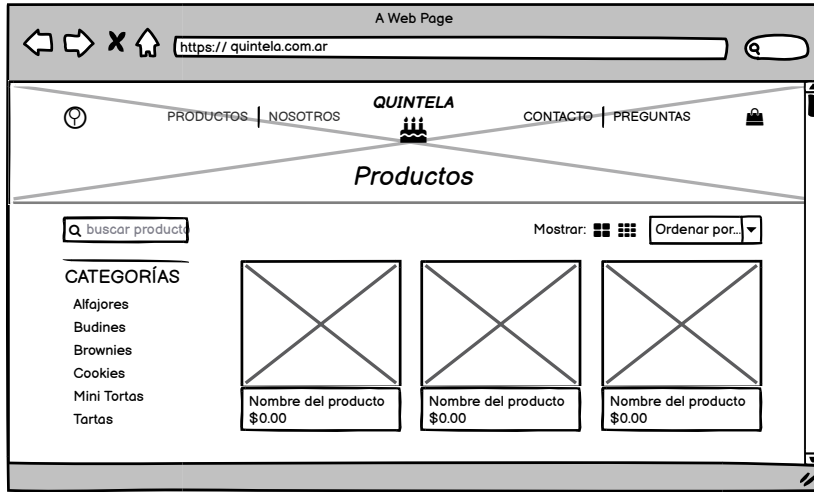 A Web Page
https:// quintela.com.ar
QUINTELA
PRODUCTOS NOSOTROS CONTACTO PREGUNTAS
Productos
buscar producto
Mostrar: Ordenar por...
CATEGORÍAS
Alfajores
Budines
Brownies
Cookies
Mini Tortas
Tartas
Nombre del producto
$0.00
Nombre del producto
$0.00
Nombre del producto
$0.00